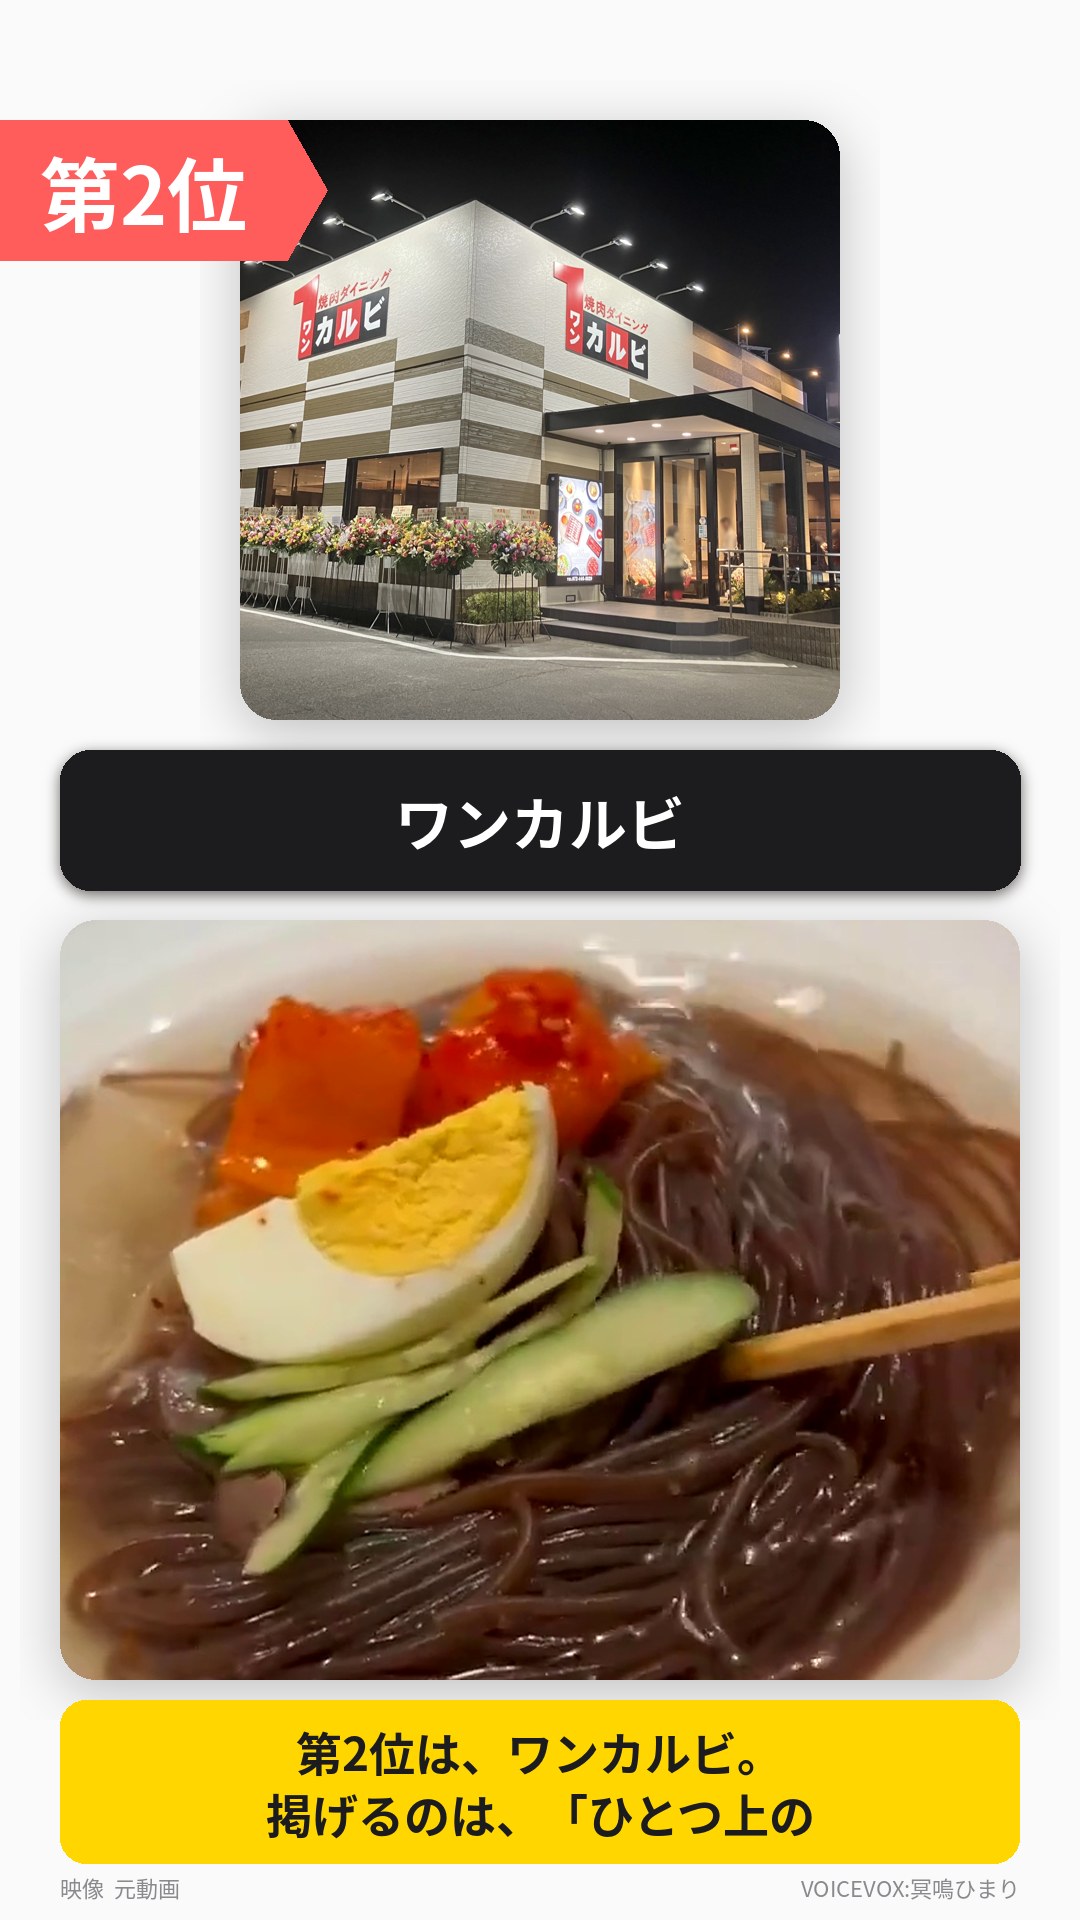 第2位
焼肉ダイニング
ワンカルビ
焼肉ダイニング
ワンカルビ
ワンカルビ
第2位は、ワンカルビ。
掲げるのは、「ひとつ上の
映像 元動画
VOICEVOX:冥鳴ひまり